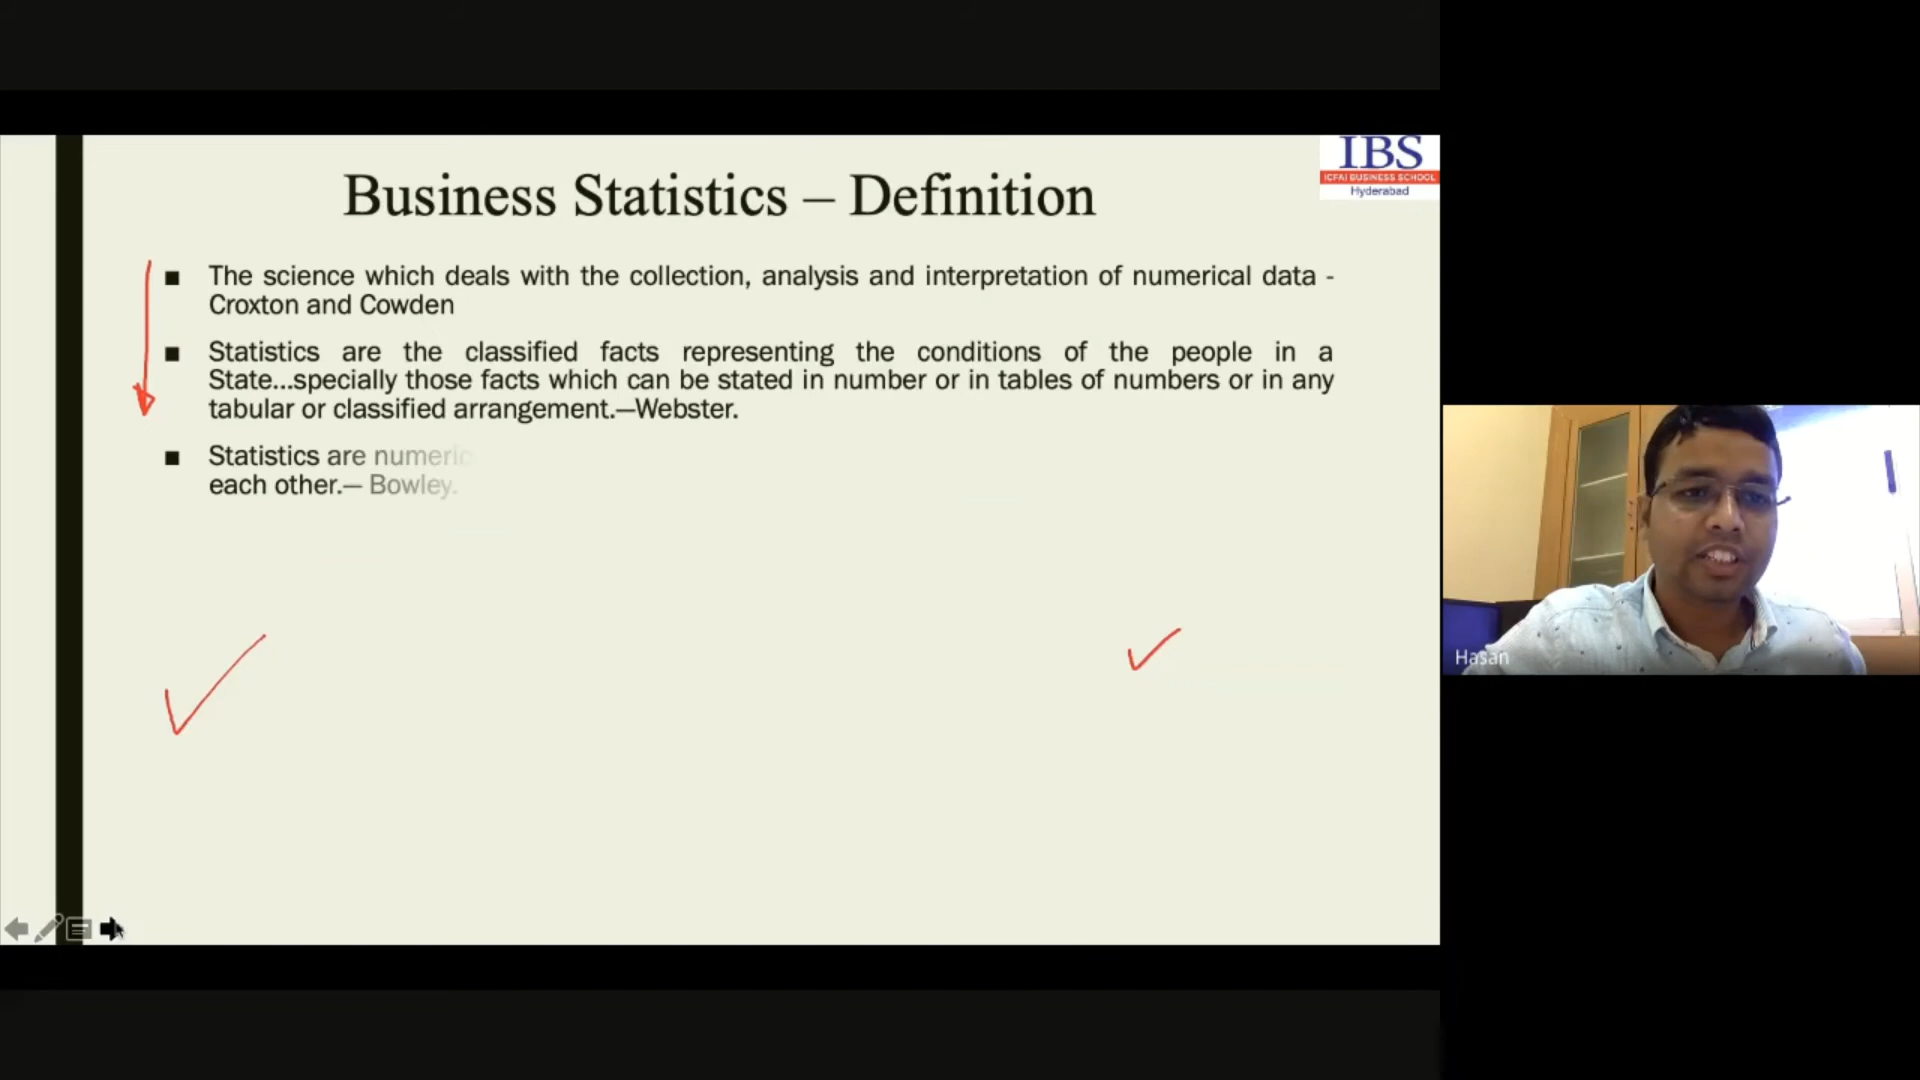 IBS
ICFAI BUSINESS SCHOOL
Hyderabad
Business Statistics – Definition
■ The science which deals with the collection, analysis and interpretation of numerical data -
Croxton and Cowden
■ Statistics are the classified facts representing the conditions of the people in a
State...specially those facts which can be stated in number or in tables of numbers or in any
tabular or classified arrangement.—Webster.
■ Statistics are numeric
each other.— Bowley.
Hasan